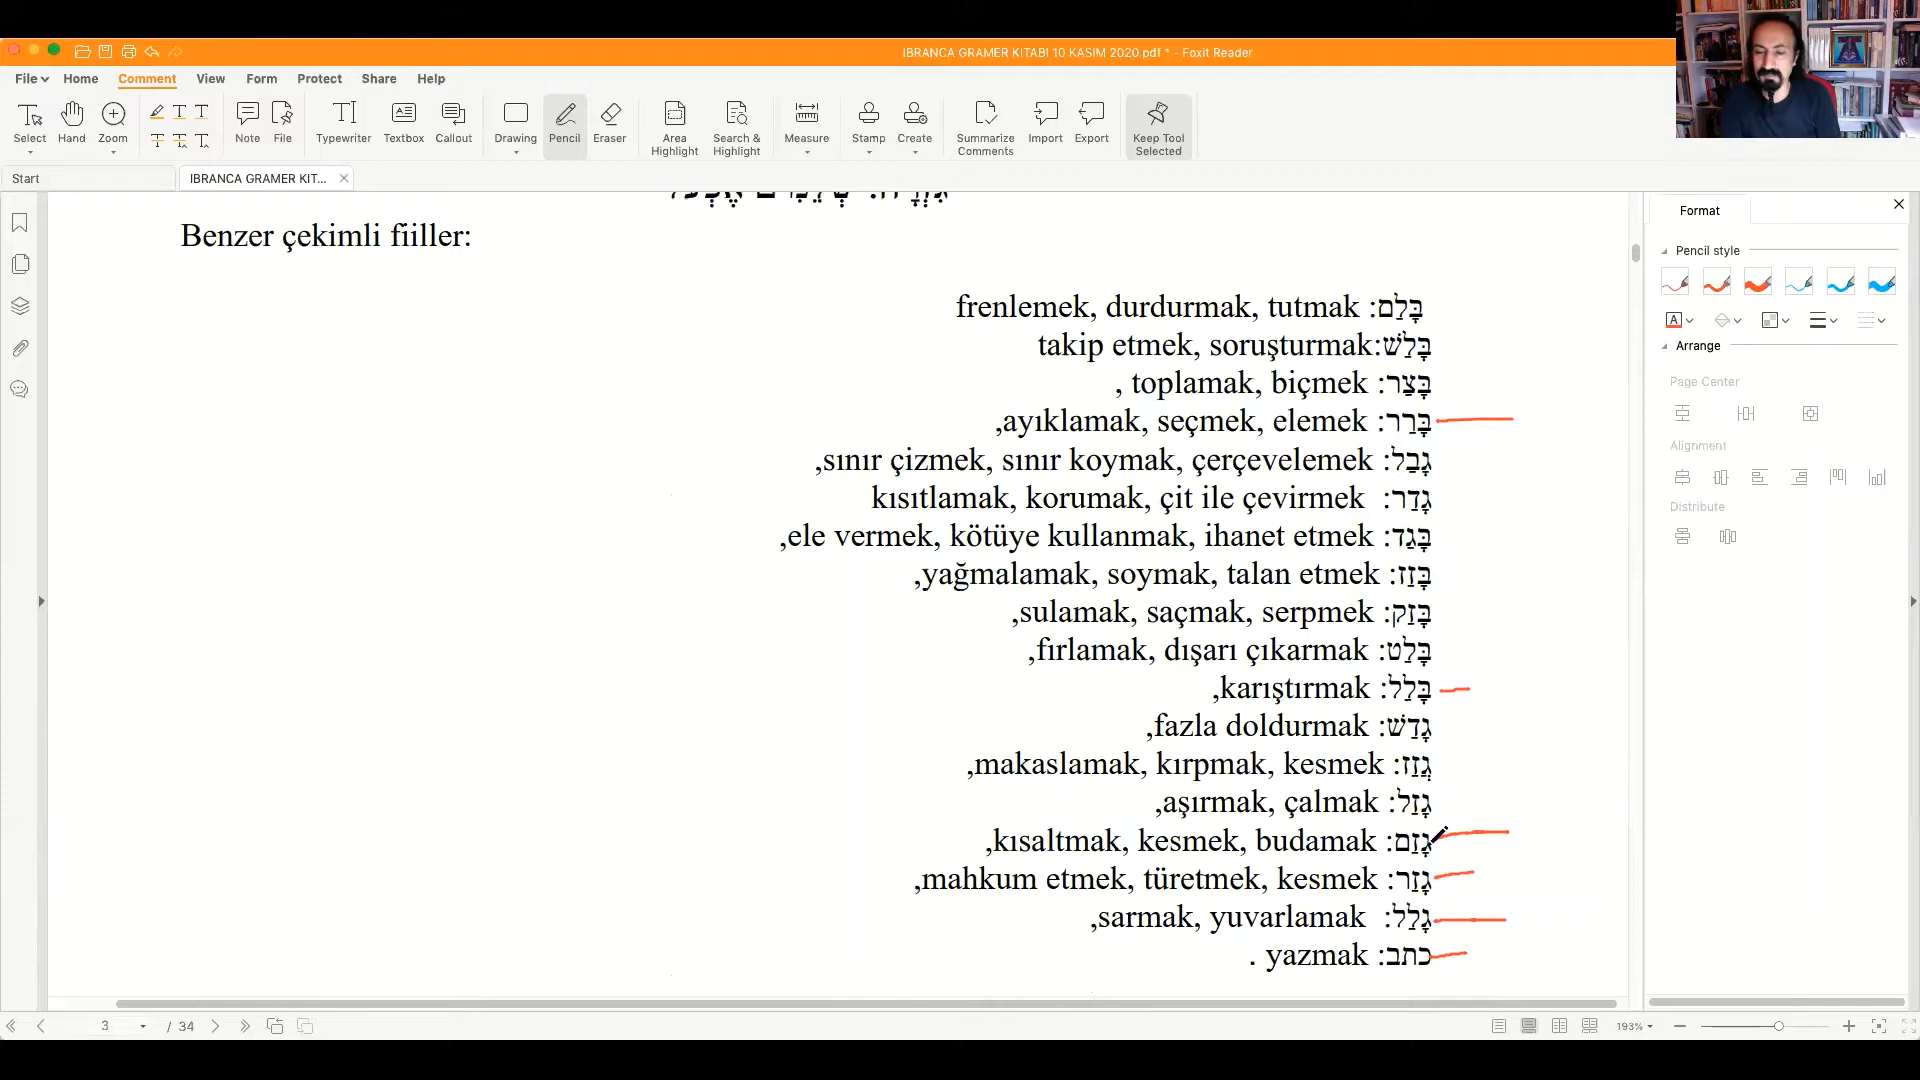 IBRANCA GRAMER KITABI 10 KASIM 2020.pdf * - Foxit Reader
File Home Comment View Form Protect Share Help
Select Hand Zoom Note File Typewriter Textbox Callout Drawing Pencil Eraser Area Highlight Search & Highlight Measure Stamp Create Summarize Comments Import Export Keep Tool Selected
Start IBRANCA GRAMER KIT...
Format
Pencil style
Arrange
Page Center
Alignment
Distribute
Benzer çekimli fiiller:
בָּלַם: frenlemek, durdurmak, tutmak
בָּלַשׁ:takip etmek, soruşturmak
בָּצַר: toplamak, biçmek ,
בָּרַר: ayıklamak, seçmek, elemek,
גָבַל: sınır çizmek, sınır koymak, çerçevelemek,
גָדַר: kısıtlamak, korumak, çit ile çevirmek
בָּגַד: ele vermek, kötüye kullanmak, ihanet etmek,
בָּזַז: yağmalamak, soymak, talan etmek,
בָּזַק: sulamak, saçmak, serpmek,
בָּלַט: fırlamak, dışarı çıkarmak,
בָּלַל: karıştırmak,
גָדַשׁ: fazla doldurmak,
גָזַז: makaslamak, kırpmak, kesmek,
גָזַל: aşırmak, çalmak,
גָזַם: kısaltmak, kesmek, budamak,
גָזַר: mahkum etmek, türetmek, kesmek,
גָלַל: sarmak, yuvarlamak,
כתב: yazmak .
3 / 34 193%